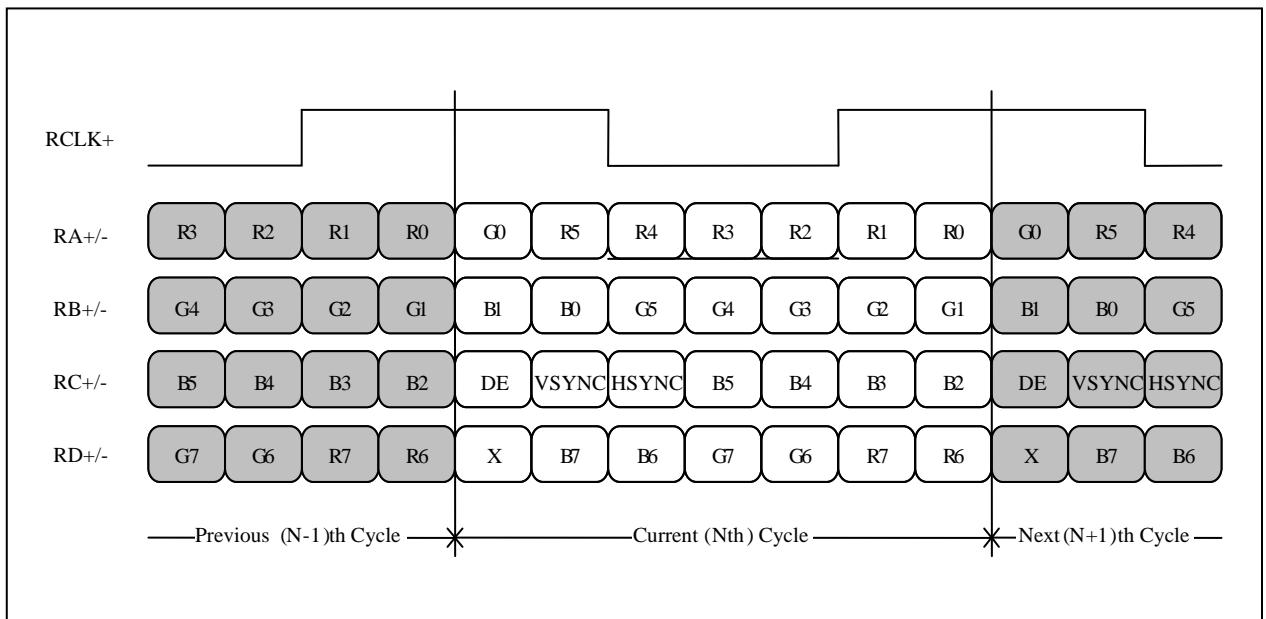 RCLK+
RA+/- R3 R2 R1 R0 G0 R5 R4 R3 R2 R1 R0 G0 R5 R4
RB+/- G4 G3 G2 G1 B1 B0 G5 G4 G3 G2 G1 B1 B0 G5
RC+/- B5 B4 B3 B2 DE VSYNC HSYNC B5 B4 B3 B2 DE VSYNC HSYNC
RD+/- G7 G6 R7 R6 X B7 B6 G7 G6 R7 R6 X B7 B6
Previous (N-1)th Cycle Current (Nth) Cycle Next (N+1)th Cycle